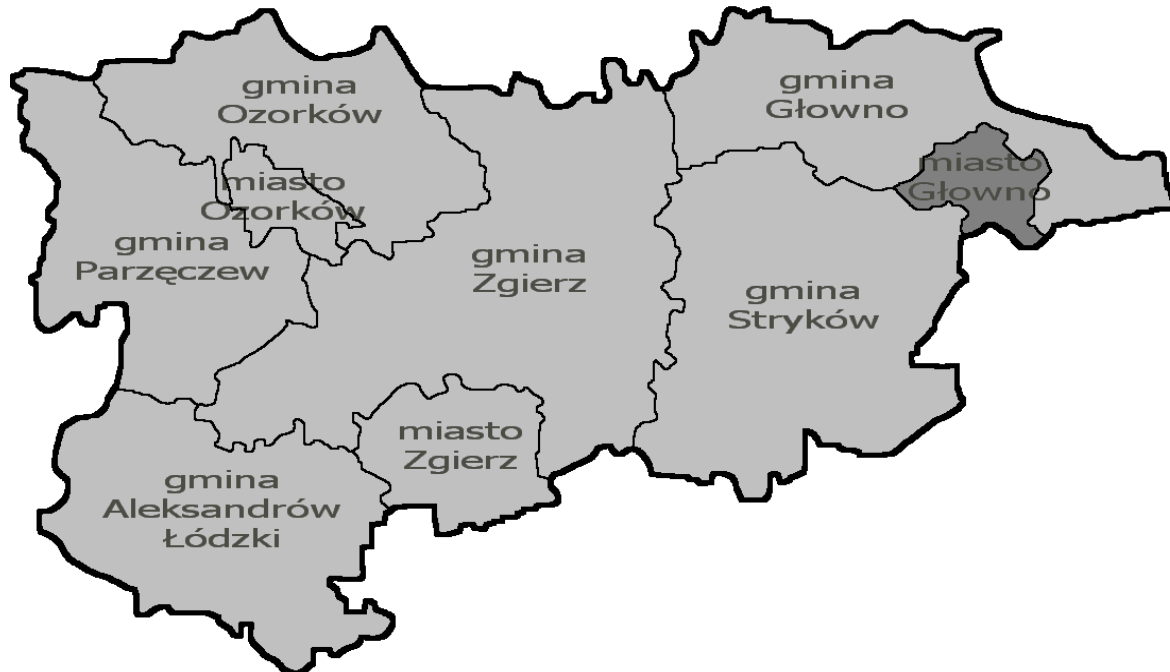 gmina
Ozorków
gmina
Głowno
miasto
Ozorków
miasto
Głowno
gmina
Parzęczew
gmina
Zgierz
gmina
Stryków
miasto
Zgierz
gmina
Aleksandrów
Łódzki